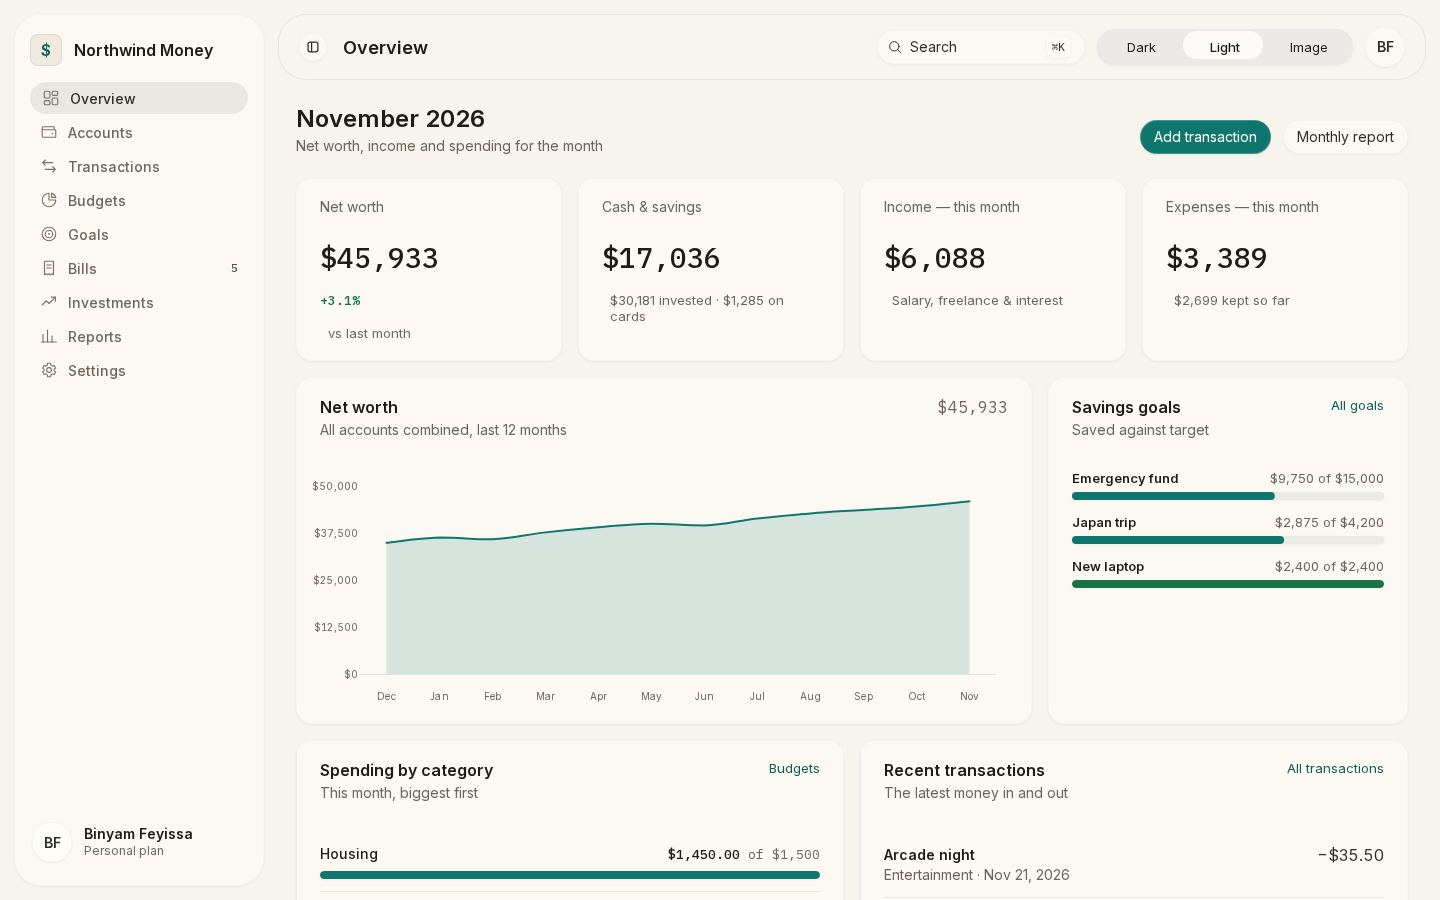 $ Northwind Money
Overview
Accounts
Transactions
Budgets
Goals
Bills 5
Investments
Reports
Settings
BF
Binyam Feyissa
Personal plan
Overview
Search ⌘K
Dark Light Image
BF
November 2026
Net worth, income and spending for the month
Add transaction
Monthly report
Net worth
$45,933
+3.1%
vs last month
Cash & savings
$17,036
$30,181 invested · $1,285 on
cards
Income — this month
$6,088
Salary, freelance & interest
Expenses — this month
$3,389
$2,699 kept so far
Net worth $45,933
All accounts combined, last 12 months
$50,000
$37,500
$25,000
$12,500
$0
Dec Jan Feb Mar Apr May Jun Jul Aug Sep Oct Nov
Savings goals All goals
Saved against target
Emergency fund $9,750 of $15,000
Japan trip $2,875 of $4,200
New laptop $2,400 of $2,400
Spending by category Budgets
This month, biggest first
Housing $1,450.00 of $1,500
Recent transactions All transactions
The latest money in and out
Arcade night −$35.50
Entertainment · Nov 21, 2026